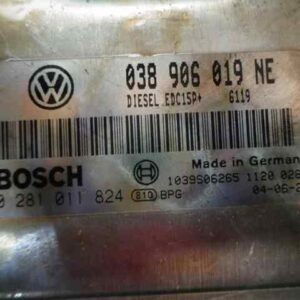 038 906 019 NE
DIESEL EDC15P+ 6119
Made in German
BOSCH
0 281 011 824 810 BPG
1039S06265 1120 028
04-06-2